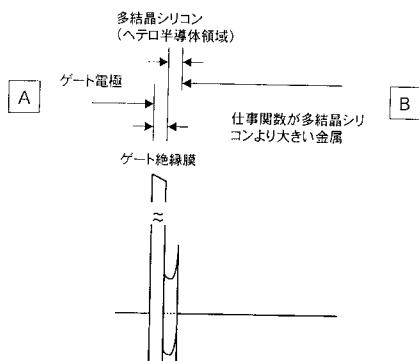 多結晶シリコン
(ヘテロ半導体領域)
A
ゲート電極
B
仕事関数が多結晶シリ
コンより大きい金属
ゲート絶縁膜
≈